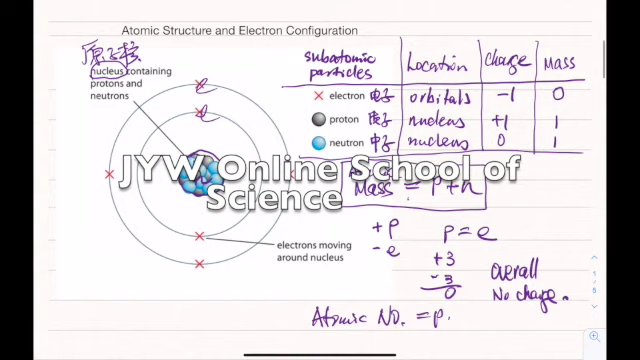 Atomic Structure and Electron Configuration
原子核
nucleus containing
protons and
neutrons
e
e
n
electrons moving
around nucleus
subatomic particles Location Charge Mass
electron 电子 orbitals -1 0
proton 质子 nucleus +1 1
neutron 中子 nucleus 0 1
JYW Online School of
Science
Mass = P + n
+ P
- e
P = e
+3
- 3
0
overall
No charge.
Atomic No. = p.
1
/
5